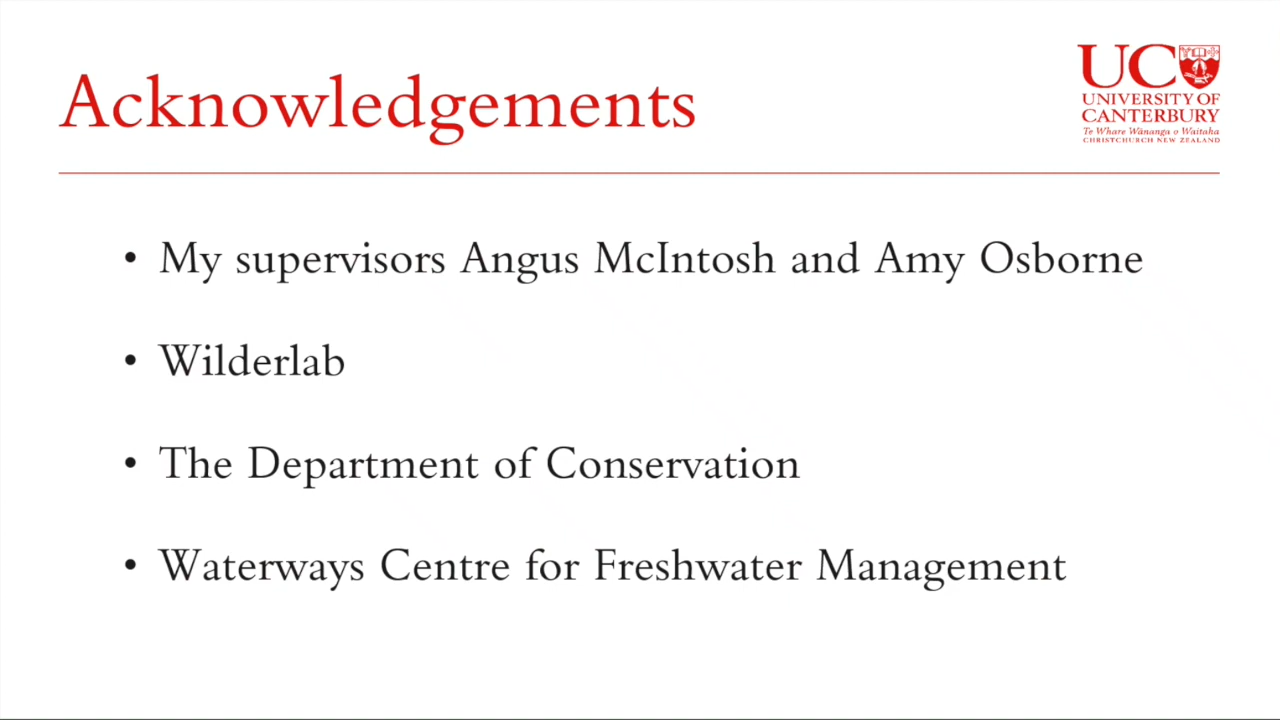 Acknowledgements
UC
UNIVERSITY OF
CANTERBURY
Te Whare Wānanga o Waitaha
CHRISTCHURCH NEW ZEALAND
• My supervisors Angus McIntosh and Amy Osborne
• Wilderlab
• The Department of Conservation
• Waterways Centre for Freshwater Management